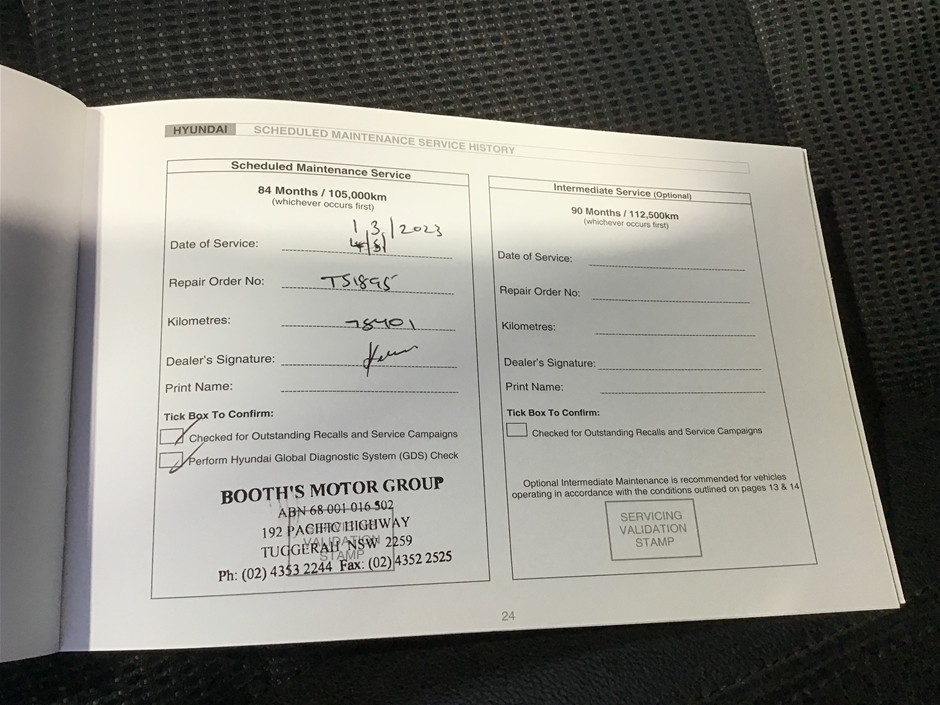 HYUNDAI SCHEDULED MAINTENANCE SERVICE HISTORY
Scheduled Maintenance Service
84 Months / 105,000km
(whichever occurs first)
1 3 / 2023
Date of Service:
Repair Order No: TS1895
Kilometres: 78401
Dealer's Signature:
Print Name:
Tick Box To Confirm:
Checked for Outstanding Recalls and Service Campaigns
Perform Hyundai Global Diagnostic System (GDS) Check
BOOTH'S MOTOR GROUP
ABN 68 001 016 502
192 PACIFIC HIGHWAY
TUGGERAH NSW 2259
Ph: (02) 4353 2244 Fax: (02) 4352 2525
SERVICING
VALIDATION
STAMP
Intermediate Service (Optional)
90 Months / 112,500km
(whichever occurs first)
Date of Service:
Repair Order No:
Kilometres:
Dealer's Signature:
Print Name:
Tick Box To Confirm:
Checked for Outstanding Recalls and Service Campaigns
Optional Intermediate Maintenance is recommended for vehicles
operating in accordance with the conditions outlined on pages 13 & 14
SERVICING
VALIDATION
STAMP
24